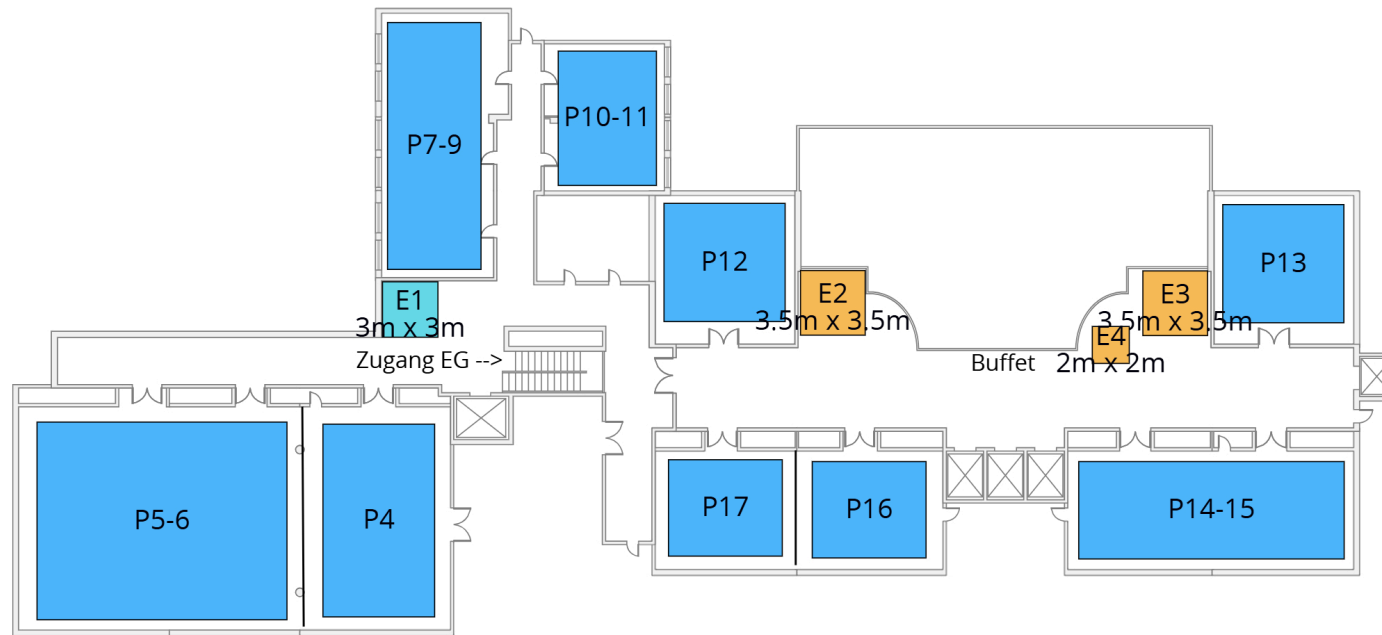 P7-9
P10-11
P12
P13
E1
3m x 3m
E2
3.5m x 3.5m
E3
3.5m x 3.5m
E4
2m x 2m
Zugang EG -->
Buffet
P5-6
P4
P17
P16
P14-15